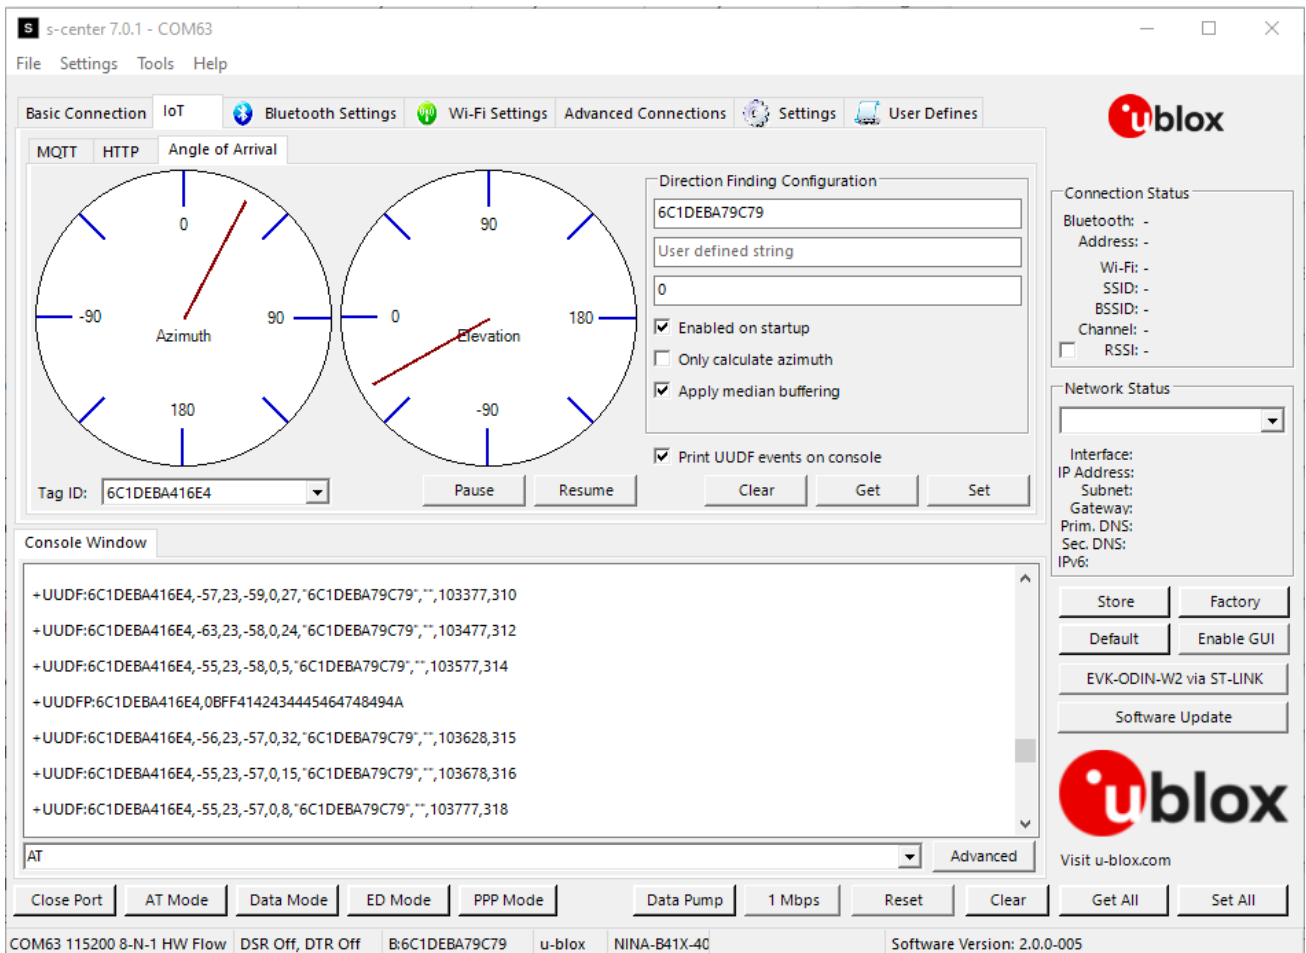 s-center 7.0.1 - COM63
File Settings Tools Help
Basic Connection IoT Bluetooth Settings Wi-Fi Settings Advanced Connections Settings User Defines
MQTT HTTP Angle of Arrival
0
-90
90
Azimuth
180
90
0
180
Elevation
-90
Direction Finding Configuration
6C1DEBA79C79
User defined string
0
Enabled on startup
Only calculate azimuth
Apply median buffering
Print UUDF events on console
Tag ID: 6C1DEBA416E4 Pause Resume Clear Get Set
ublox
Connection Status
Bluetooth: -
Address: -
Wi-Fi: -
SSID: -
BSSID: -
Channel: -
RSSI: -
Network Status
Interface:
IP Address:
Subnet:
Gateway:
Prim. DNS:
Sec. DNS:
IPv6:
Console Window
+UUDF:6C1DEBA416E4,-57,23,-59,0,27,"6C1DEBA79C79","",103377,310
+UUDF:6C1DEBA416E4,-63,23,-58,0,24,"6C1DEBA79C79","",103477,312
+UUDF:6C1DEBA416E4,-55,23,-58,0,5,"6C1DEBA79C79","",103577,314
+UUDFP:6C1DEBA416E4,0BFF4142434445464748494A
+UUDF:6C1DEBA416E4,-56,23,-57,0,32,"6C1DEBA79C79","",103628,315
+UUDF:6C1DEBA416E4,-55,23,-57,0,15,"6C1DEBA79C79","",103678,316
+UUDF:6C1DEBA416E4,-55,23,-57,0,8,"6C1DEBA79C79","",103777,318
AT Advanced
Store Factory
Default Enable GUI
EVK-ODIN-W2 via ST-LINK
Software Update
ublox
Visit u-blox.com
Close Port AT Mode Data Mode ED Mode PPP Mode Data Pump 1 Mbps Reset Clear Get All Set All
COM63 115200 8-N-1 HW Flow DSR Off, DTR Off B:6C1DEBA79C79 u-blox NINA-B41X-40 Software Version: 2.0.0-005